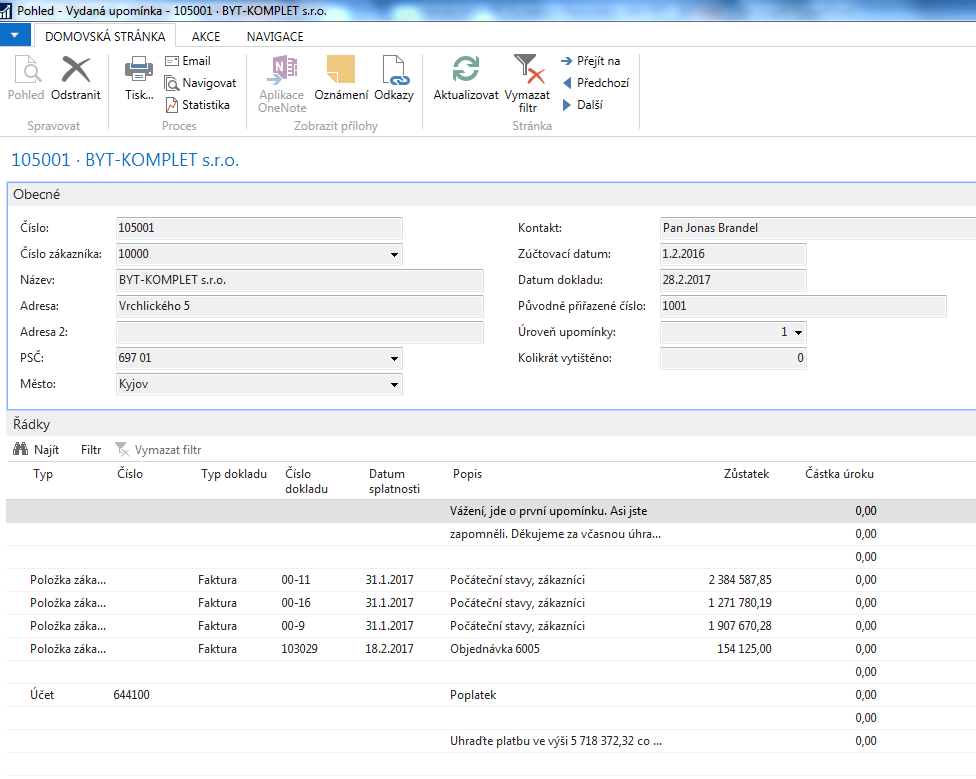 Pohled - Vydaná upomínka - 105001 · BYT-KOMPLET s.r.o.
DOMOVSKÁ STRÁNKA AKCE NAVIGACE
Pohled Odstranit
Spravovat
Tisk... Email
Navigovat
Statistika
Proces
Aplikace OneNote Oznámení Odkazy
Zobrazit přílohy
Aktualizovat Vymazat filtr
Přejít na
Předchozí
Další
Stránka
105001 · BYT-KOMPLET s.r.o.
Obecné
Číslo: 105001
Číslo zákazníka: 10000
Název: BYT-KOMPLET s.r.o.
Adresa: Vrchlického 5
Adresa 2:
PSČ: 697 01
Město: Kyjov
Kontakt: Pan Jonas Brandel
Zúčtovací datum: 1.2.2016
Datum dokladu: 28.2.2017
Původně přiřazené číslo: 1001
Úroveň upomínky: 1
Kolikrát vytištěno: 0
Řádky
Najít Filtr Vymazat filtr
Typ Číslo Typ dokladu Číslo dokladu Datum splatnosti Popis Zůstatek Částka úroku
Vážení, jde o první upomínku. Asi jste 0,00
zapomněli. Děkujeme za včasnou úhra... 0,00
0,00
Položka záka... Faktura 00-11 31.1.2017 Počáteční stavy, zákazníci 2 384 587,85 0,00
Položka záka... Faktura 00-16 31.1.2017 Počáteční stavy, zákazníci 1 271 780,19 0,00
Položka záka... Faktura 00-9 31.1.2017 Počáteční stavy, zákazníci 1 907 670,28 0,00
Položka záka... Faktura 103029 18.2.2017 Objednávka 6005 154 125,00 0,00
0,00
Účet 644100 Poplatek 0,00
0,00
Uhraďte platbu ve výši 5 718 372,32 co ... 0,00